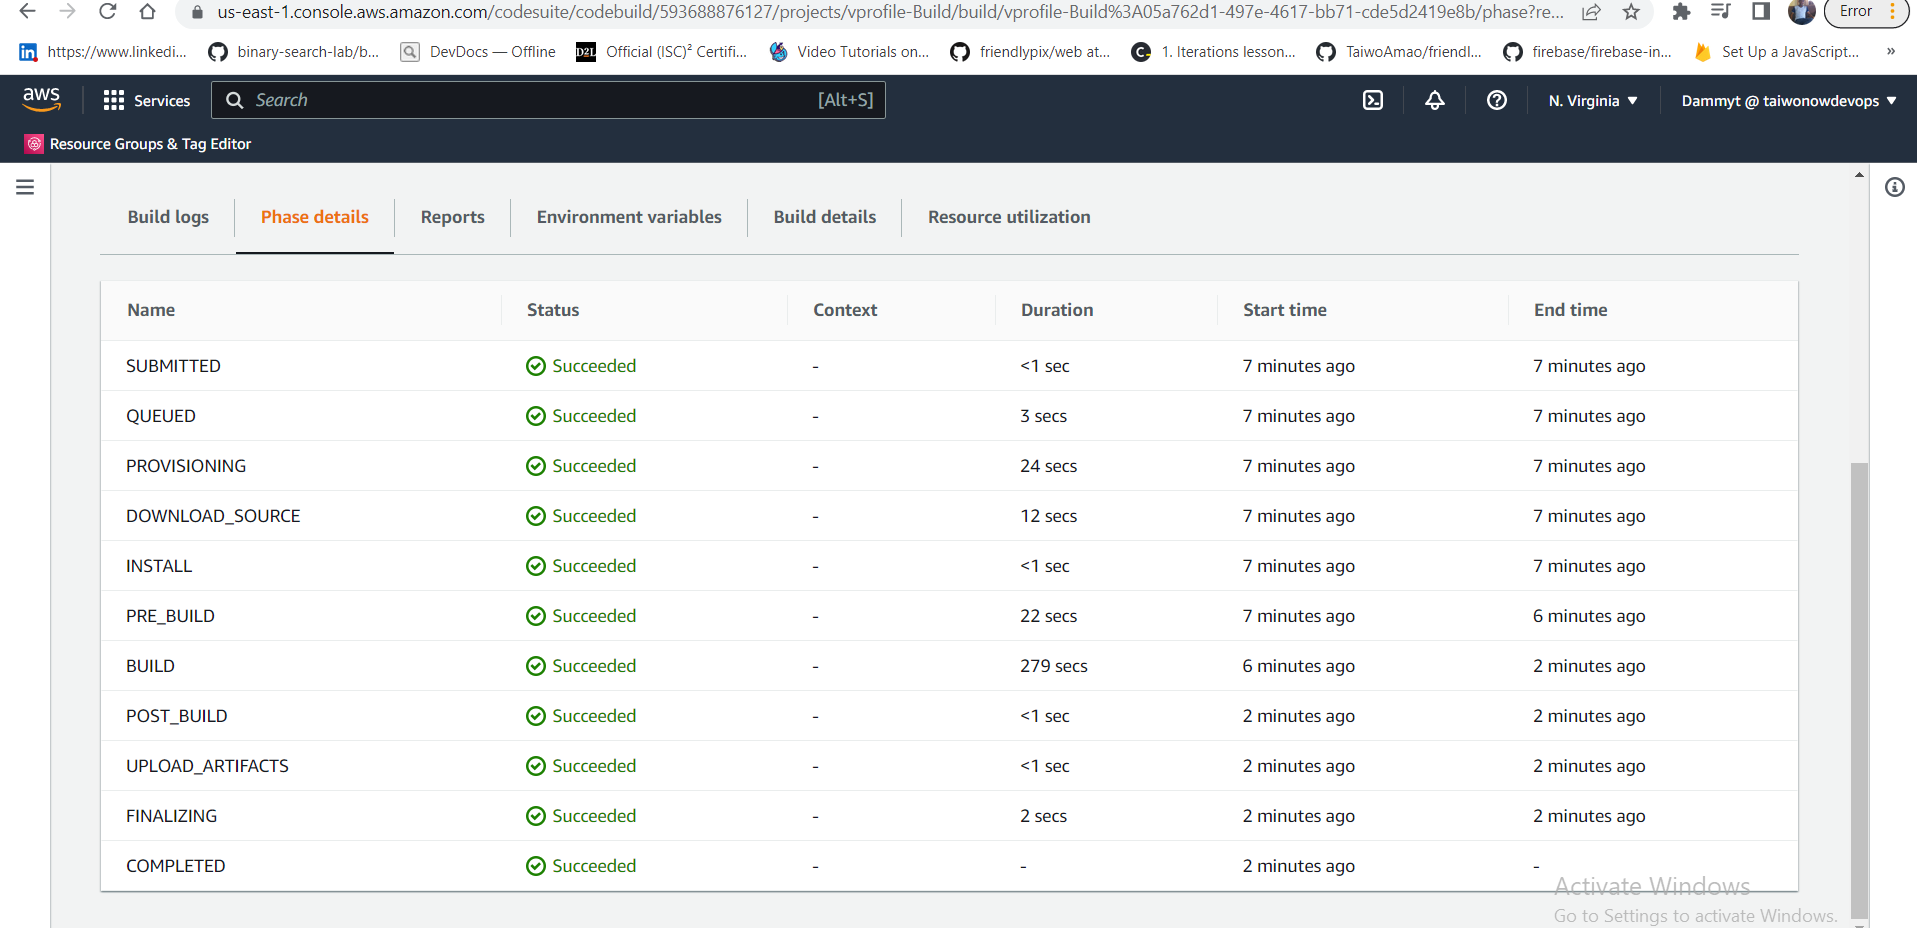 us-east-1.console.aws.amazon.com/codesuite/codebuild/593688876127/projects/vprofile-Build/build/vprofile-Build%3A05a762d1-497e-4617-bb71-cde5d2419e8b/phase?re... Error
https://www.linkedi... binary-search-lab/b... DevDocs — Offline D2L Official (ISC)² Certifi... Video Tutorials on... friendlypix/web at... 1. Iterations lesson... TaiwoAmao/friendl... firebase/firebase-in... Set Up a JavaScript... »
aws Services Search [Alt+S] N. Virginia ▼ Dammyt @ taiwonowdevops ▼
Resource Groups & Tag Editor
Build logs Phase details Reports Environment variables Build details Resource utilization
Name Status Context Duration Start time End time
SUBMITTED Succeeded - <1 sec 7 minutes ago 7 minutes ago
QUEUED Succeeded - 3 secs 7 minutes ago 7 minutes ago
PROVISIONING Succeeded - 24 secs 7 minutes ago 7 minutes ago
DOWNLOAD_SOURCE Succeeded - 12 secs 7 minutes ago 7 minutes ago
INSTALL Succeeded - <1 sec 7 minutes ago 7 minutes ago
PRE_BUILD Succeeded - 22 secs 7 minutes ago 6 minutes ago
BUILD Succeeded - 279 secs 6 minutes ago 2 minutes ago
POST_BUILD Succeeded - <1 sec 2 minutes ago 2 minutes ago
UPLOAD_ARTIFACTS Succeeded - <1 sec 2 minutes ago 2 minutes ago
FINALIZING Succeeded - 2 secs 2 minutes ago 2 minutes ago
COMPLETED Succeeded - - 2 minutes ago -
Activate Windows
Go to Settings to activate Windows.